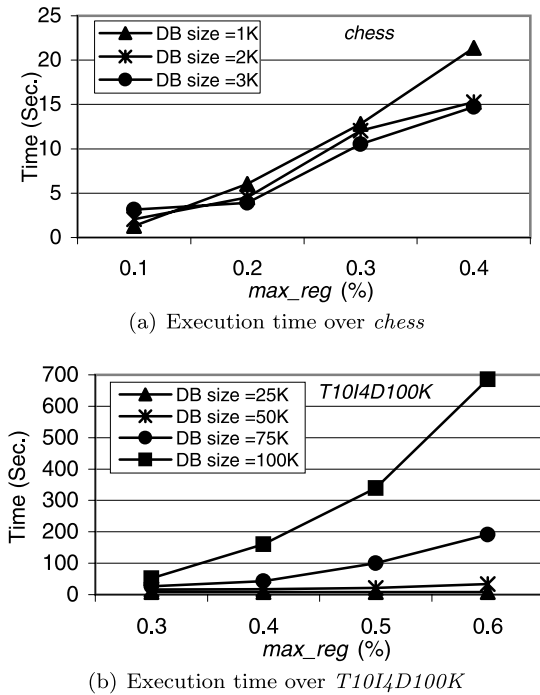 25
20
15
10
5
0
Time (Sec.)
DB size =1K
DB size =2K
DB size =3K
chess
0.1 0.2 0.3 0.4
max_reg (%)
(a) Execution time over chess
700
600
500
400
300
200
100
0
Time (Sec.)
DB size =25K
DB size =50K
DB size =75K
DB size =100K
T10I4D100K
0.3 0.4 0.5 0.6
max_reg (%)
(b) Execution time over T10I4D100K